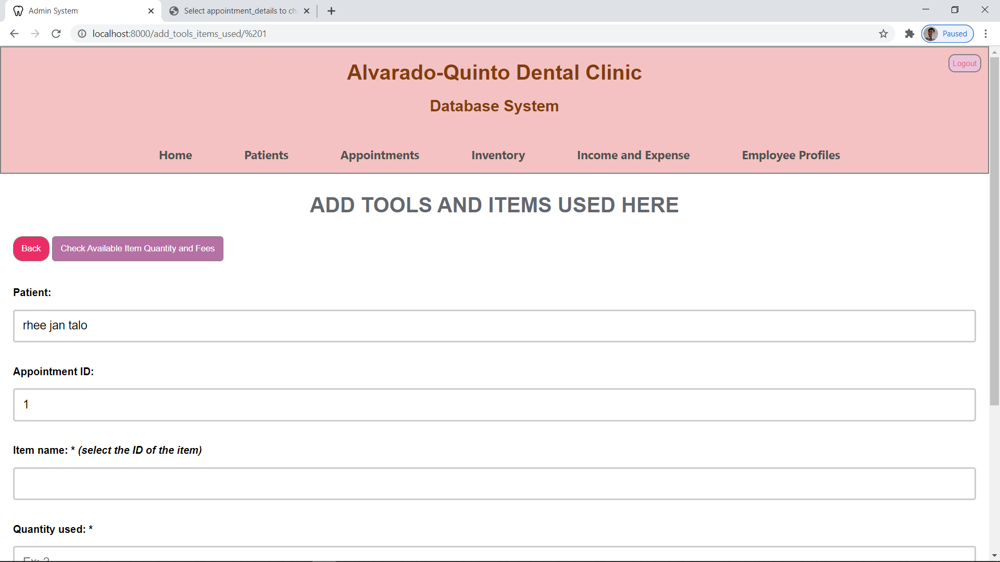 Admin System
Select appointment_details to ch
localhost:8000/add_tools_items_used/%201
Paused
Logout
Alvarado-Quinto Dental Clinic
Database System
Home Patients Appointments Inventory Income and Expense Employee Profiles
ADD TOOLS AND ITEMS USED HERE
Back Check Available Item Quantity and Fees
Patient:
rhee jan talo
Appointment ID:
1
Item name: * (select the ID of the item)
Quantity used: *